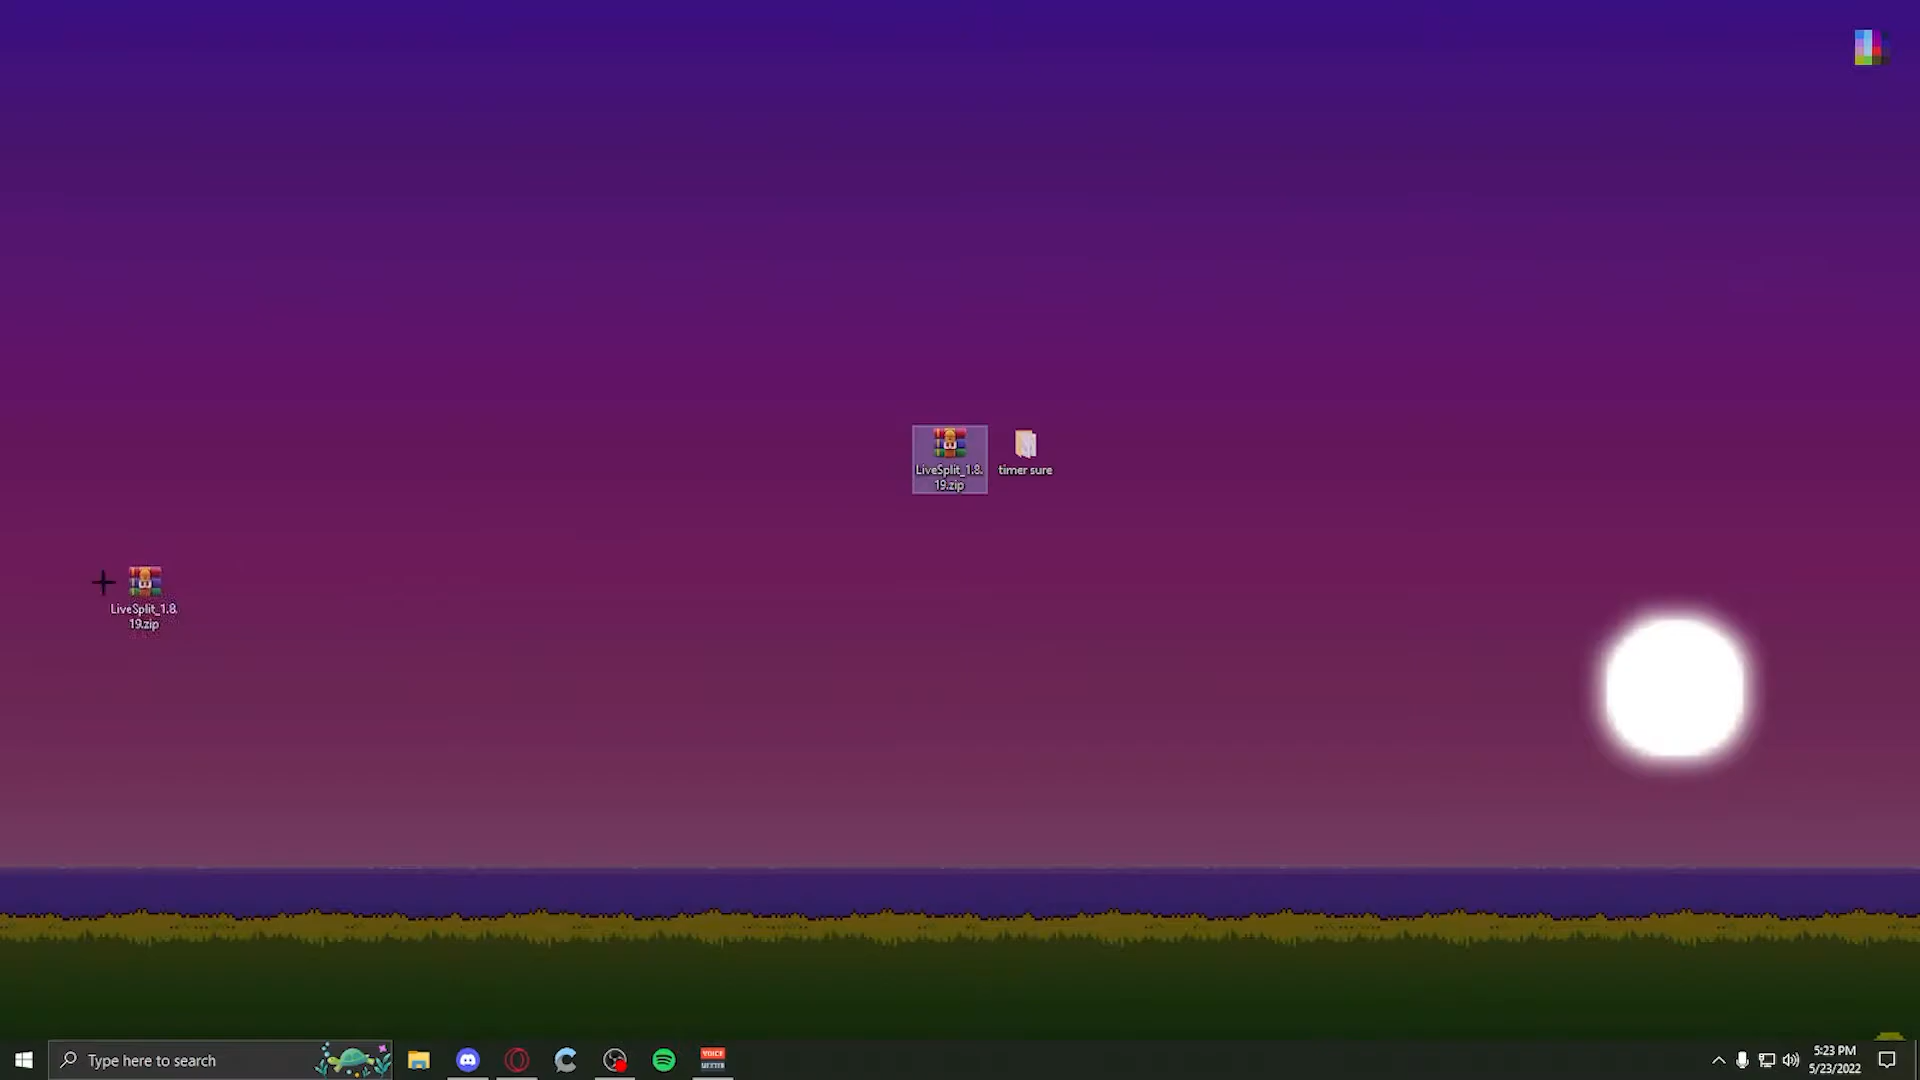 LiveSplit_1.8.
19.zip
timer sure
LiveSplit_1.8.
19.zip
Type here to search
VOICE
5:23 PM
5/23/2022